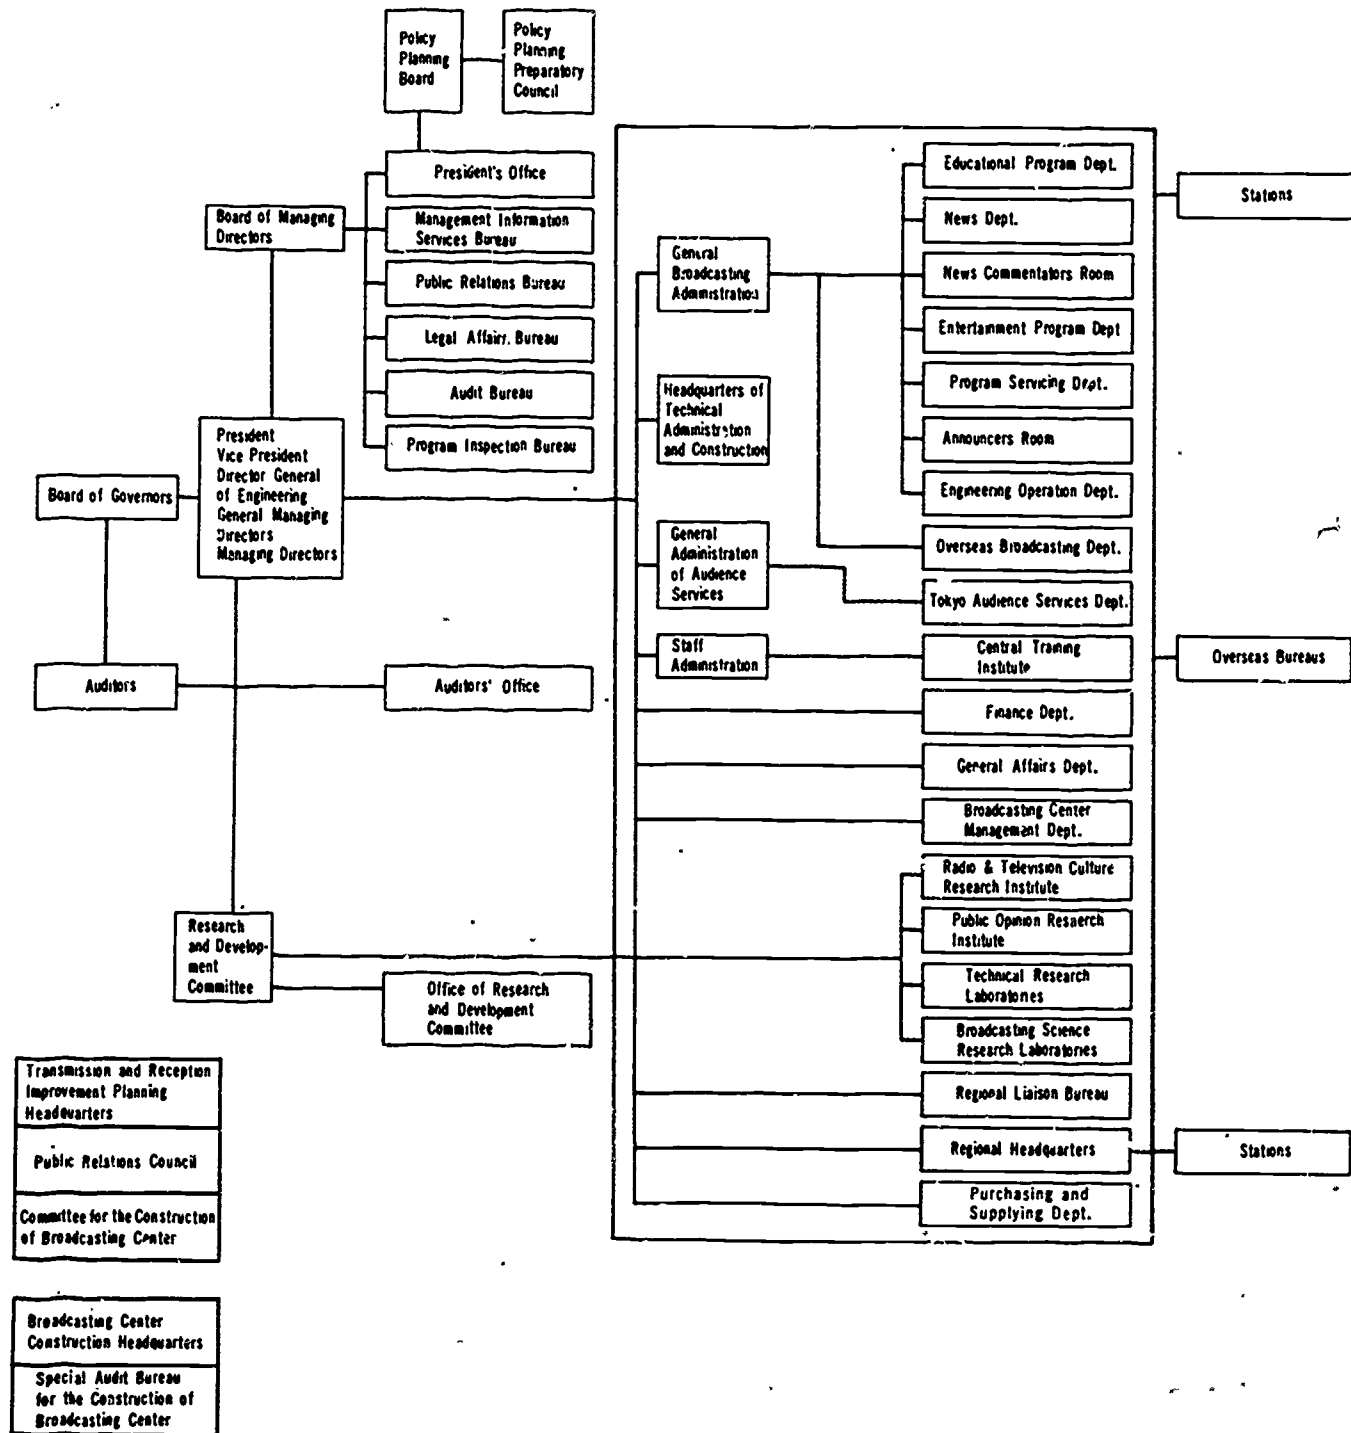 Policy
Planning
Board
Policy
Planning
Preparatory
Council
President's Office
Management Information
Services Bureau
Public Relations Bureau
Legal Affairs Bureau
Audit Bureau
Program Inspection Bureau
Board of Managing
Directors
President
Vice President
Director General
of Engineering
General Managing
Directors
Managing Directors
Board of Governors
Auditors
Auditors' Office
Research
and Develop-
ment
Committee
Office of Research
and Development
Committee
General
Broadcasting
Administration
Headquarters of
Technical
Administration
and Construction
General
Administration
of Audience
Services
Staff
Administration
Educational Program Dept.
News Dept.
News Commentators Room
Entertainment Program Dept
Program Servicing Dept.
Announcers Room
Engineering Operation Dept.
Overseas Broadcasting Dept.
Tokyo Audience Services Dept.
Central Training
Institute
Finance Dept.
General Affairs Dept.
Broadcasting Center
Management Dept.
Radio & Television Culture
Research Institute
Public Opinion Resaerch
Institute
Technical Research
Laboratories
Broadcasting Science
Research Laboratories
Regional Liaison Bureau
Regional Headquarters
Purchasing and
Supplying Dept.
Stations
Overseas Bureaus
Stations
Transmission and Reception
Improvement Planning
Headquarters
Public Relations Council
Committee for the Construction
of Broadcasting Center
Broadcasting Center
Construction Headquarters
Special Audit Bureau
for the Construction of
Broadcasting Center